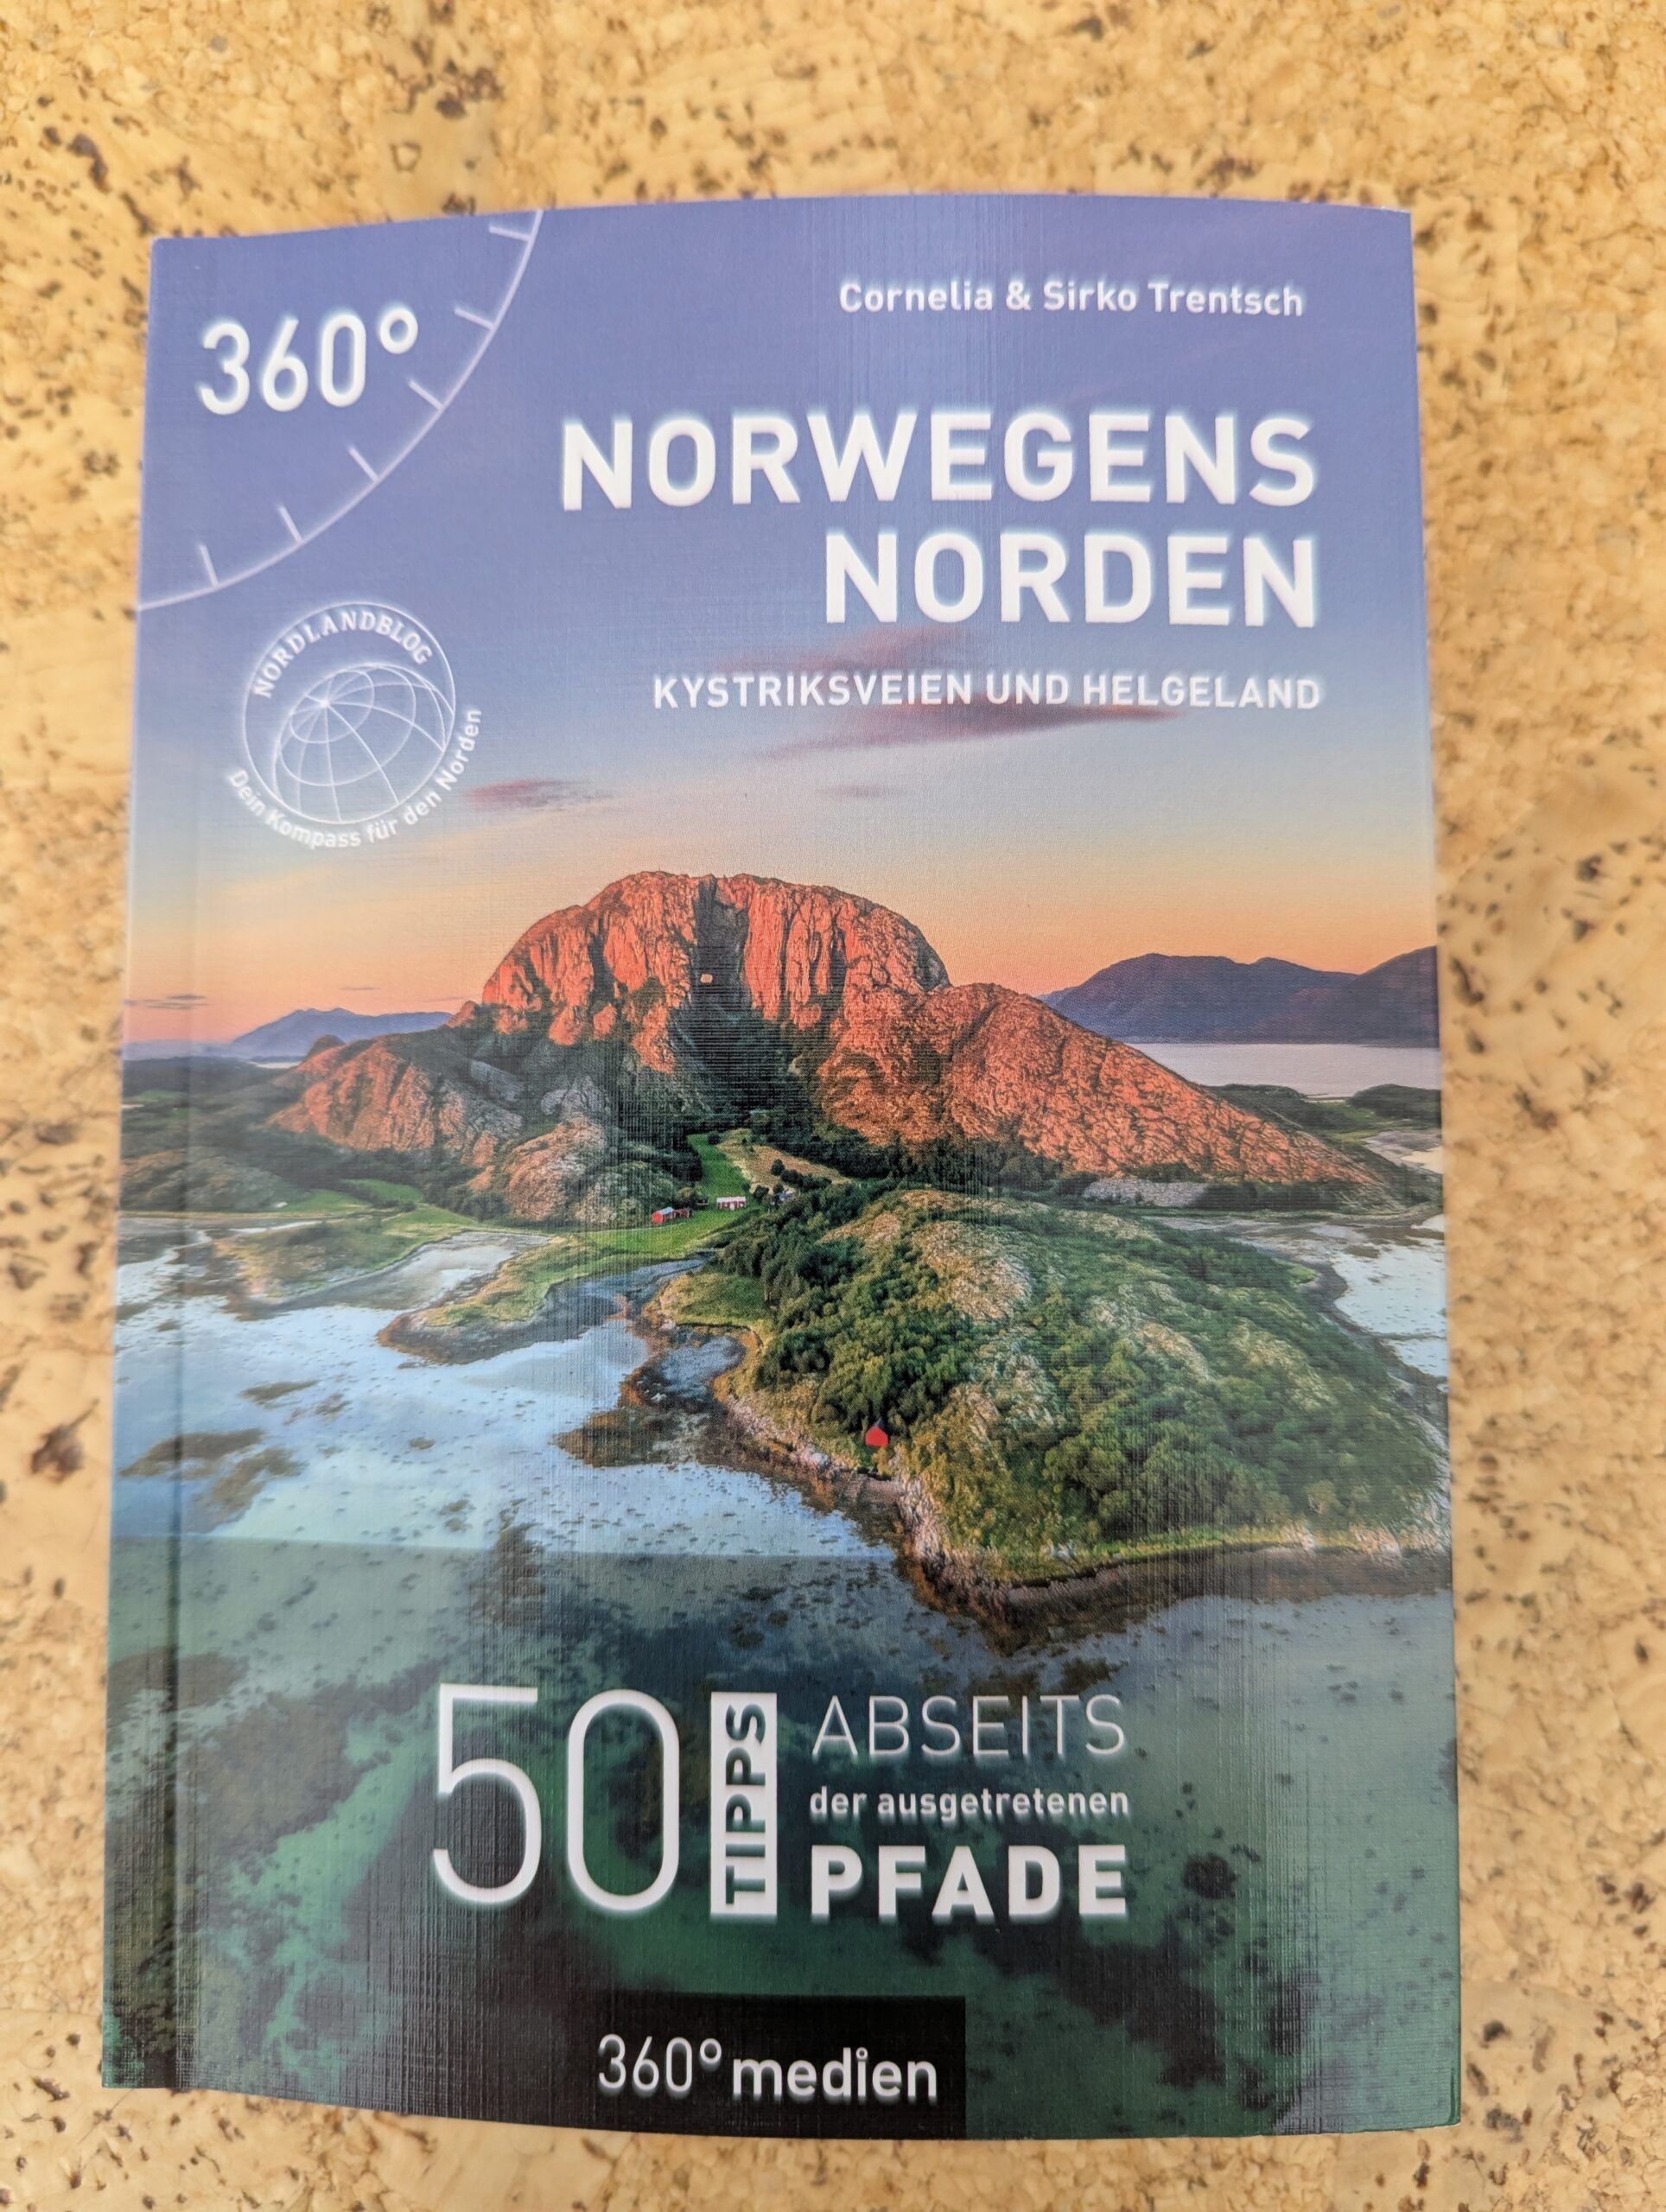 360°
Cornelia & Sirko Trentsch
NORWEGENS
NORDEN
KYSTRIKSVEIEN UND HELGELAND
NORDLANDBLOG
Dein Kompass für den Norden
50
TIPPS
ABSEITS
der ausgetretenen
PFADE
360° medien